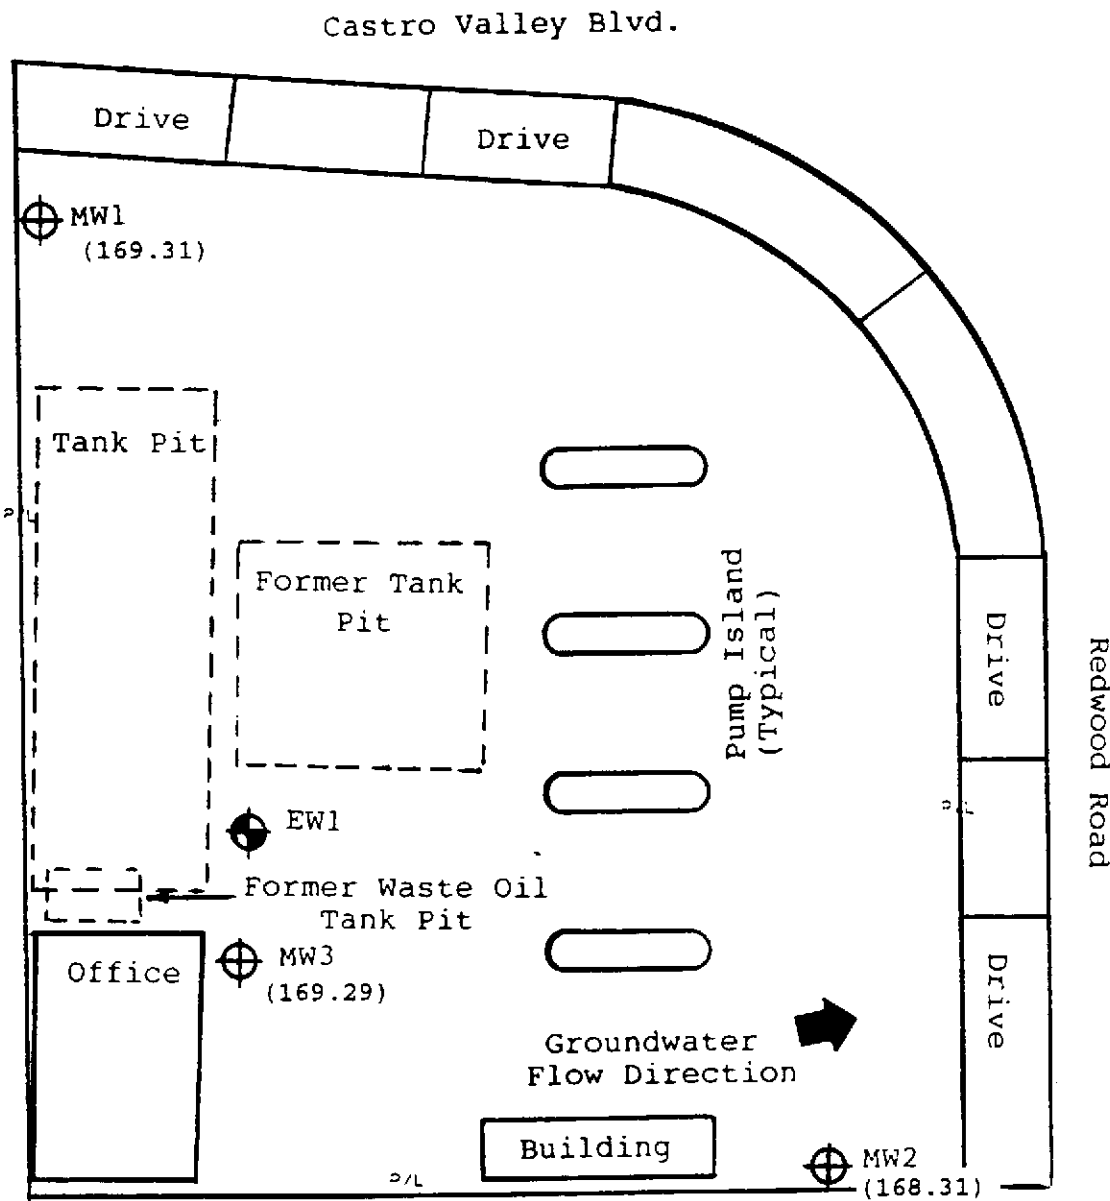 Castro Valley Blvd.
Drive
Drive
MW1
(169.31)
Tank Pit
P/L
Former Tank
Pit
Pump Island
(Typical)
Drive
Redwood Road
P/L
EW1
Former Waste Oil
Tank Pit
Office
MW3
(169.29)
Drive
Groundwater
Flow Direction
Building
MW2
(168.31)
P/L